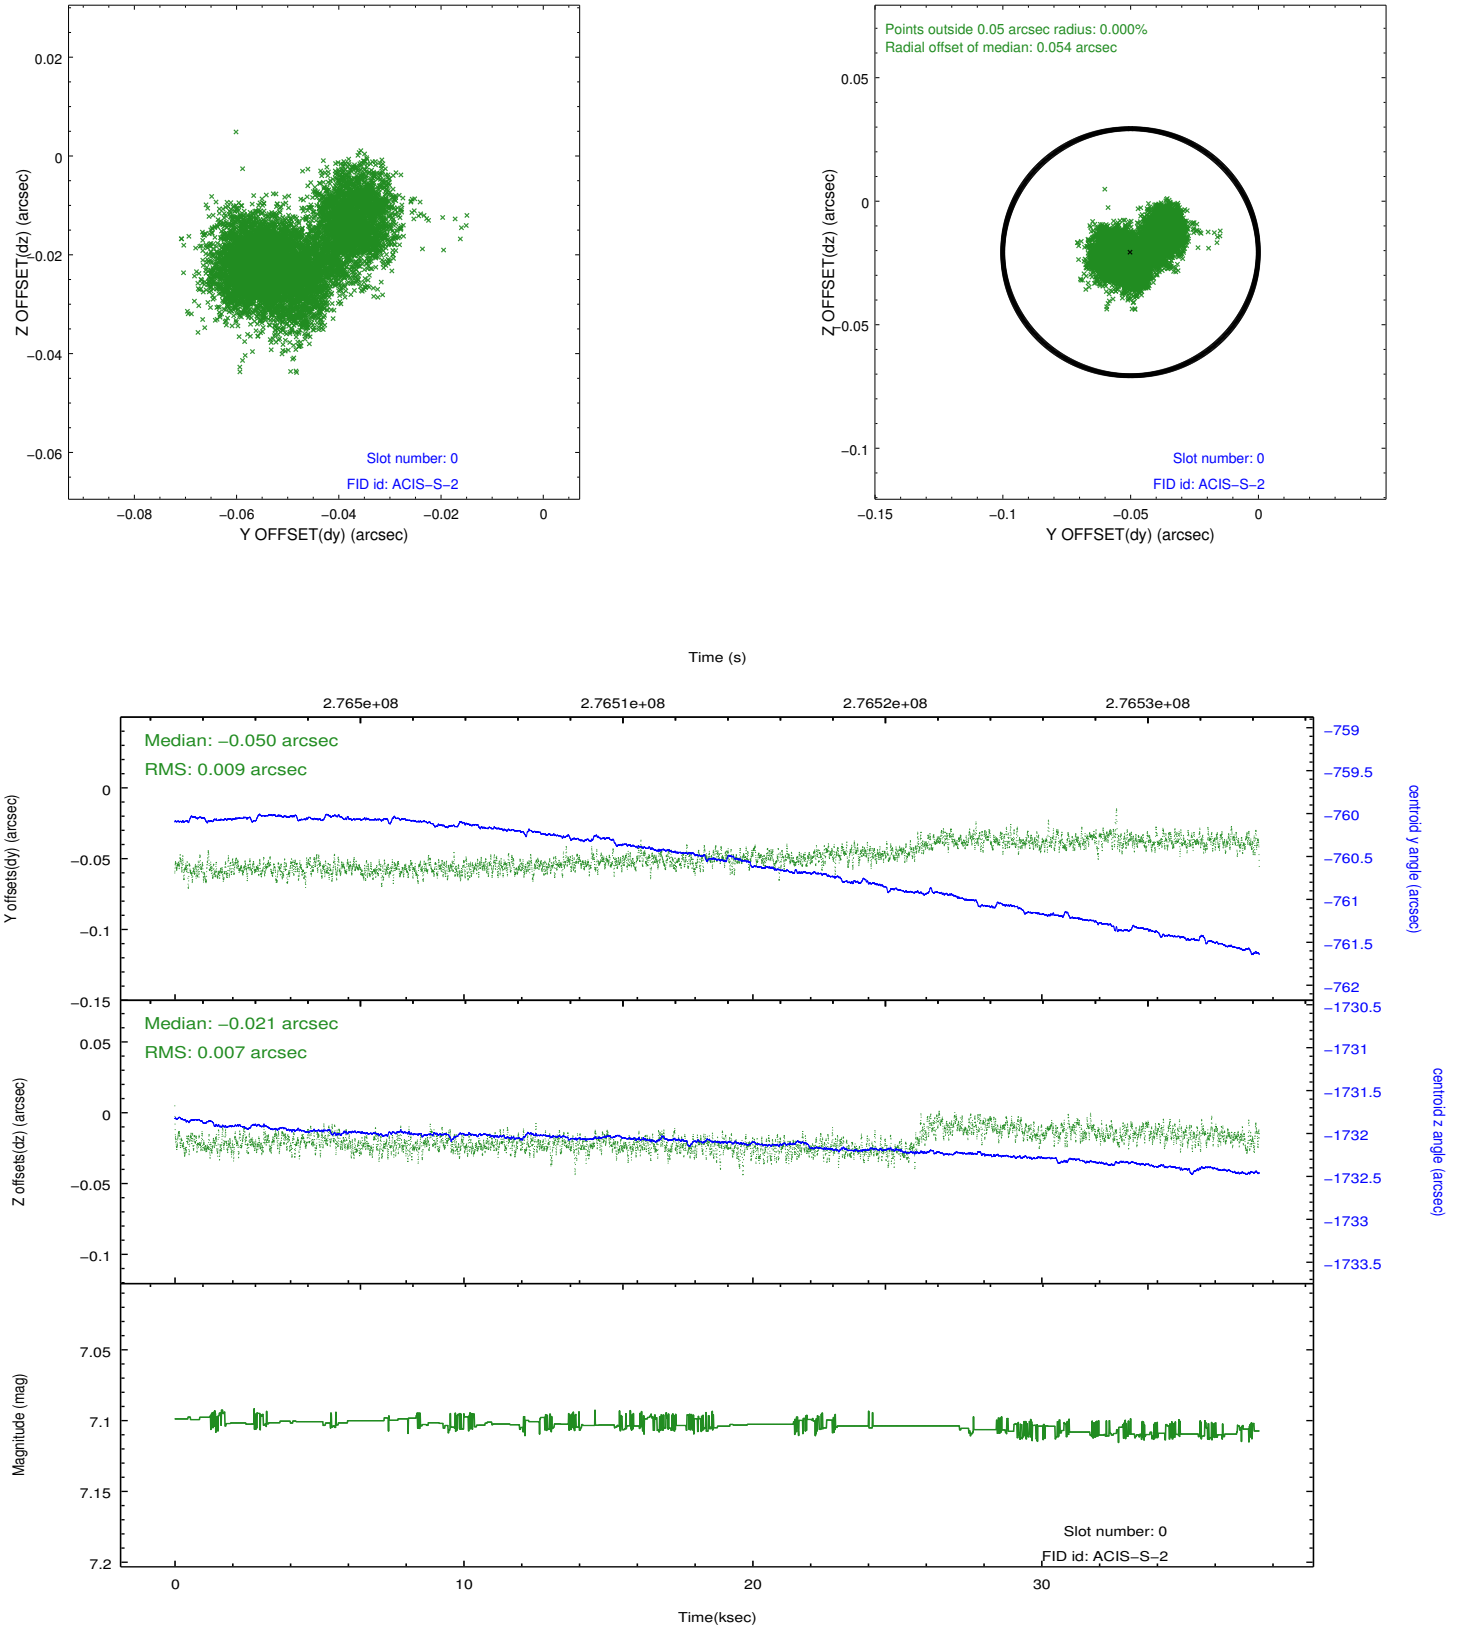 0.02
0
−0.02
−0.04
−0.06
Z OFFSET(dz) (arcsec)
Slot number: 0
FID id: ACIS−S−2
−0.08 −0.06 −0.04 −0.02 0
Y OFFSET(dy) (arcsec)
Points outside 0.05 arcsec radius: 0.000%
Radial offset of median: 0.054 arcsec
0.05
0
−0.05
−0.1
Z OFFSET(dz) (arcsec)
Slot number: 0
FID id: ACIS−S−2
−0.15 −0.1 −0.05 0
Y OFFSET(dy) (arcsec)
Time (s)
2.765e+08 2.7651e+08 2.7652e+08 2.7653e+08
Median: −0.050 arcsec
RMS: 0.009 arcsec
0
−0.05
−0.1
−0.15
Y offsets(dy) (arcsec)
−759
−759.5
−760
−760.5
−761
−761.5
−762
centroid y angle (arcsec)
Median: −0.021 arcsec
RMS: 0.007 arcsec
0.05
0
−0.05
−0.1
Z offsets(dz) (arcsec)
−1730.5
−1731
−1731.5
−1732
−1732.5
−1733
−1733.5
centroid z angle (arcsec)
7.05
7.1
7.15
7.2
Magnitude (mag)
Slot number: 0
FID id: ACIS−S−2
0 10 20 30
Time(ksec)